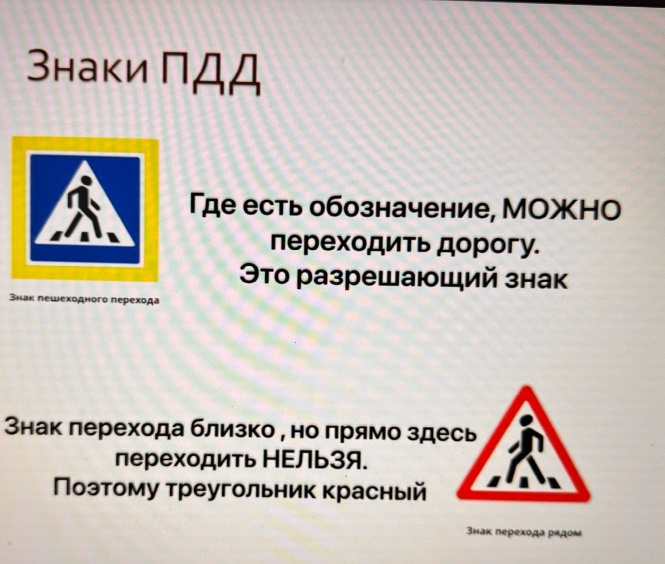 Знаки ПДД
Где есть обозначение, МОЖНО
переходить дорогу.
Это разрешающий знак
Знак пешеходного перехода
Знак перехода близко , но прямо здесь
переходить НЕЛЬЗЯ.
Поэтому треугольник красный
Знак перехода рядом